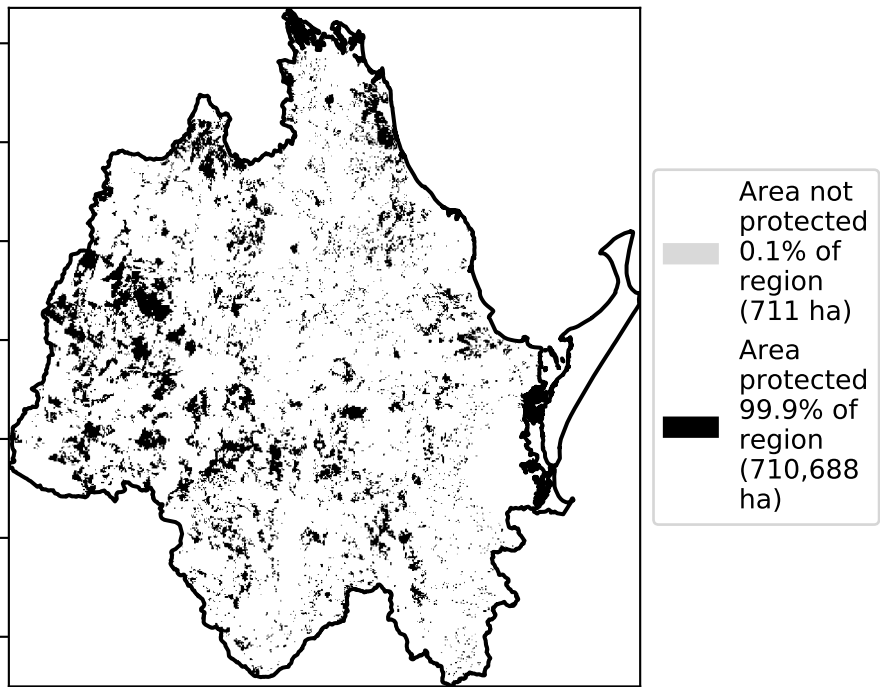 Area not
protected
0.1% of
region
(711 ha)
Area
protected
99.9% of
region
(710,688
ha)